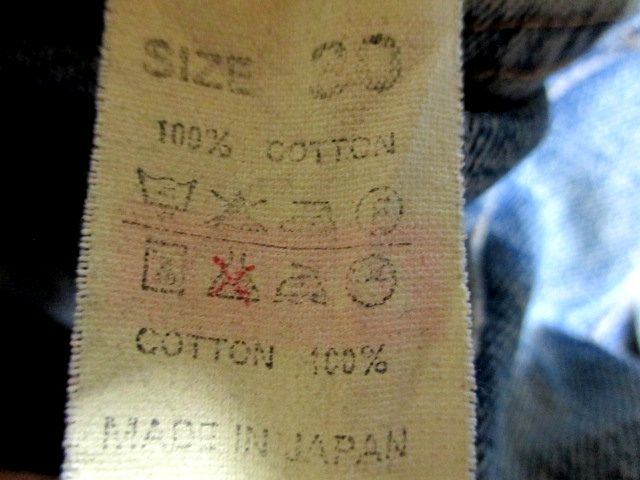 SIZE 30
100% COTTON
COTTON 100%
MADE IN JAPAN